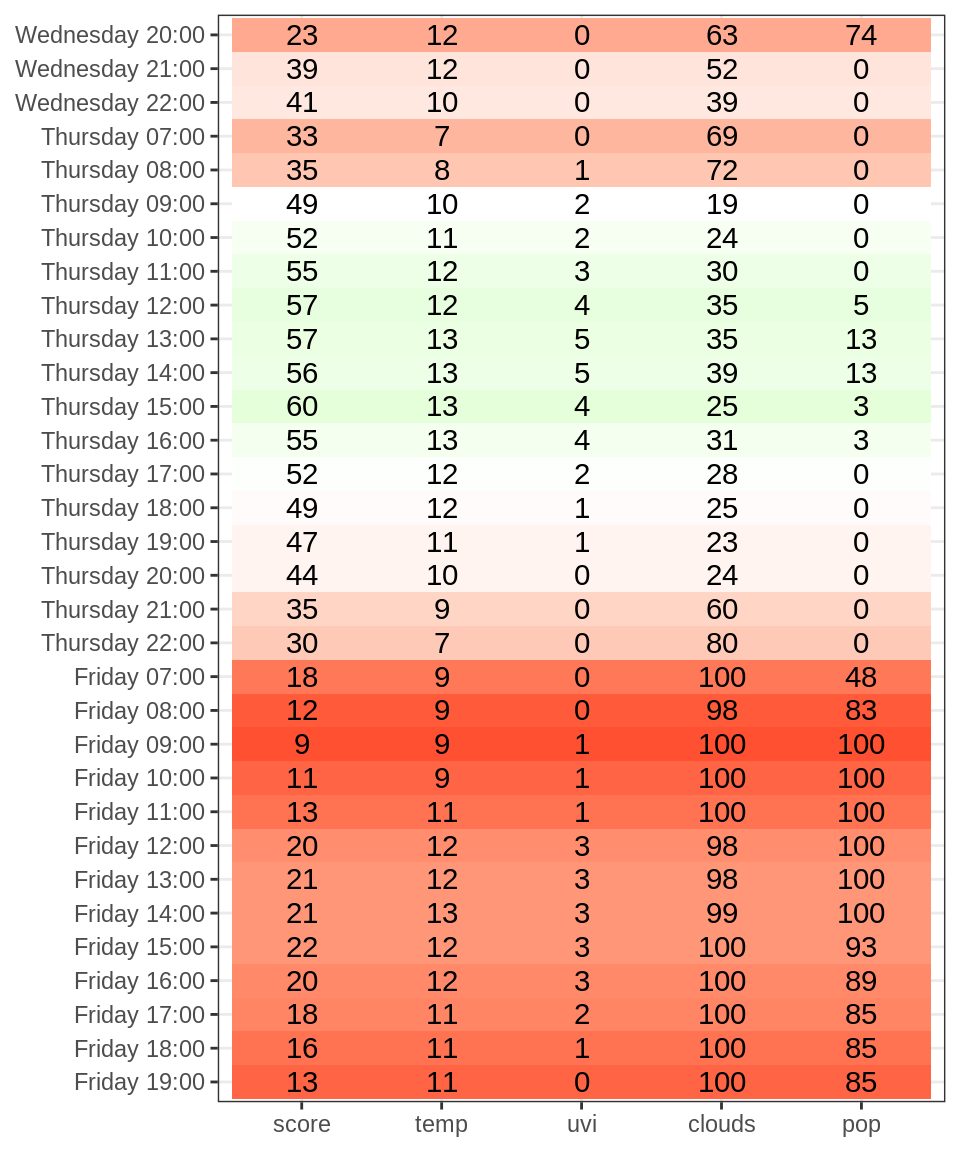 Wednesday 20:00 23 12 0 63 74
Wednesday 21:00 39 12 0 52 0
Wednesday 22:00 41 10 0 39 0
Thursday 07:00 33 7 0 69 0
Thursday 08:00 35 8 1 72 0
Thursday 09:00 49 10 2 19 0
Thursday 10:00 52 11 2 24 0
Thursday 11:00 55 12 3 30 0
Thursday 12:00 57 12 4 35 5
Thursday 13:00 57 13 5 35 13
Thursday 14:00 56 13 5 39 13
Thursday 15:00 60 13 4 25 3
Thursday 16:00 55 13 4 31 3
Thursday 17:00 52 12 2 28 0
Thursday 18:00 49 12 1 25 0
Thursday 19:00 47 11 1 23 0
Thursday 20:00 44 10 0 24 0
Thursday 21:00 35 9 0 60 0
Thursday 22:00 30 7 0 80 0
Friday 07:00 18 9 0 100 48
Friday 08:00 12 9 0 98 83
Friday 09:00 9 9 1 100 100
Friday 10:00 11 9 1 100 100
Friday 11:00 13 11 1 100 100
Friday 12:00 20 12 3 98 100
Friday 13:00 21 12 3 98 100
Friday 14:00 21 13 3 99 100
Friday 15:00 22 12 3 100 93
Friday 16:00 20 12 3 100 89
Friday 17:00 18 11 2 100 85
Friday 18:00 16 11 1 100 85
Friday 19:00 13 11 0 100 85
score temp uvi clouds pop